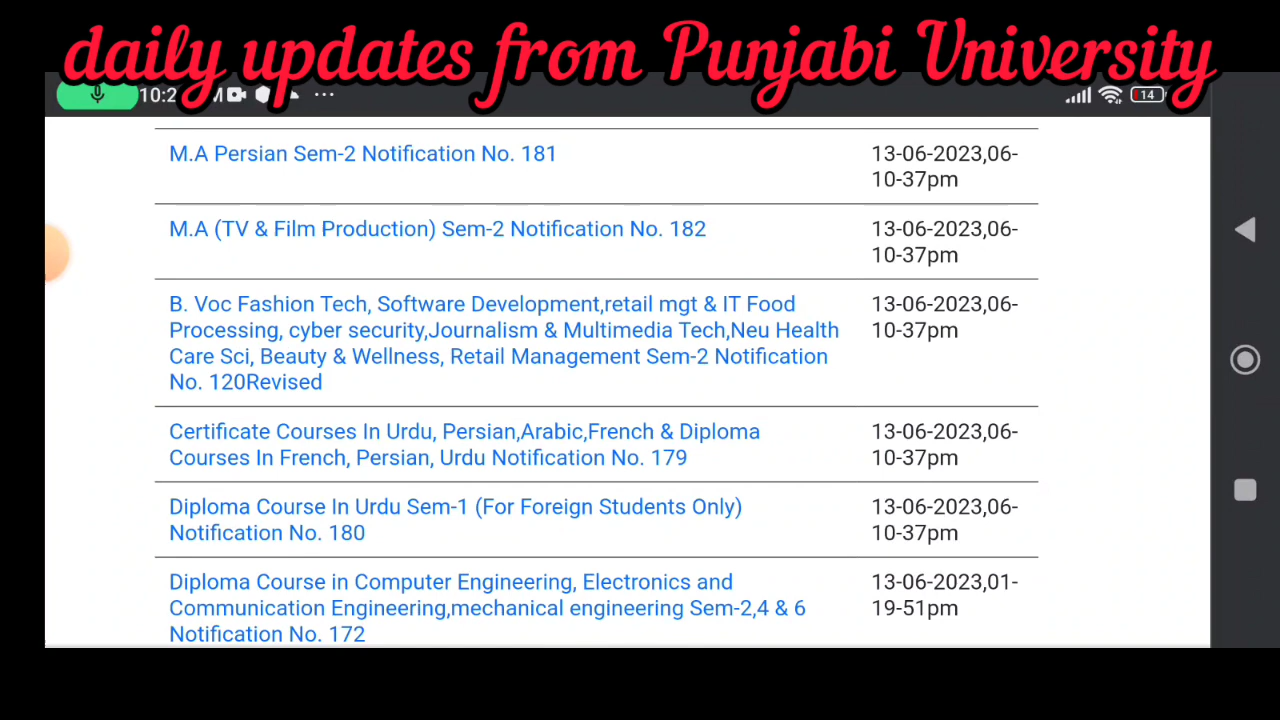 daily updates from Punjabi University
10:2 M
14
M.A Persian Sem-2 Notification No. 181
13-06-2023,06-
10-37pm
M.A (TV & Film Production) Sem-2 Notification No. 182
13-06-2023,06-
10-37pm
B. Voc Fashion Tech, Software Development,retail mgt & IT Food
Processing, cyber security,Journalism & Multimedia Tech,Neu Health
Care Sci, Beauty & Wellness, Retail Management Sem-2 Notification
No. 120Revised
13-06-2023,06-
10-37pm
Certificate Courses In Urdu, Persian,Arabic,French & Diploma
Courses In French, Persian, Urdu Notification No. 179
13-06-2023,06-
10-37pm
Diploma Course In Urdu Sem-1 (For Foreign Students Only)
Notification No. 180
13-06-2023,06-
10-37pm
Diploma Course in Computer Engineering, Electronics and
Communication Engineering,mechanical engineering Sem-2,4 & 6
Notification No. 172
13-06-2023,01-
19-51pm